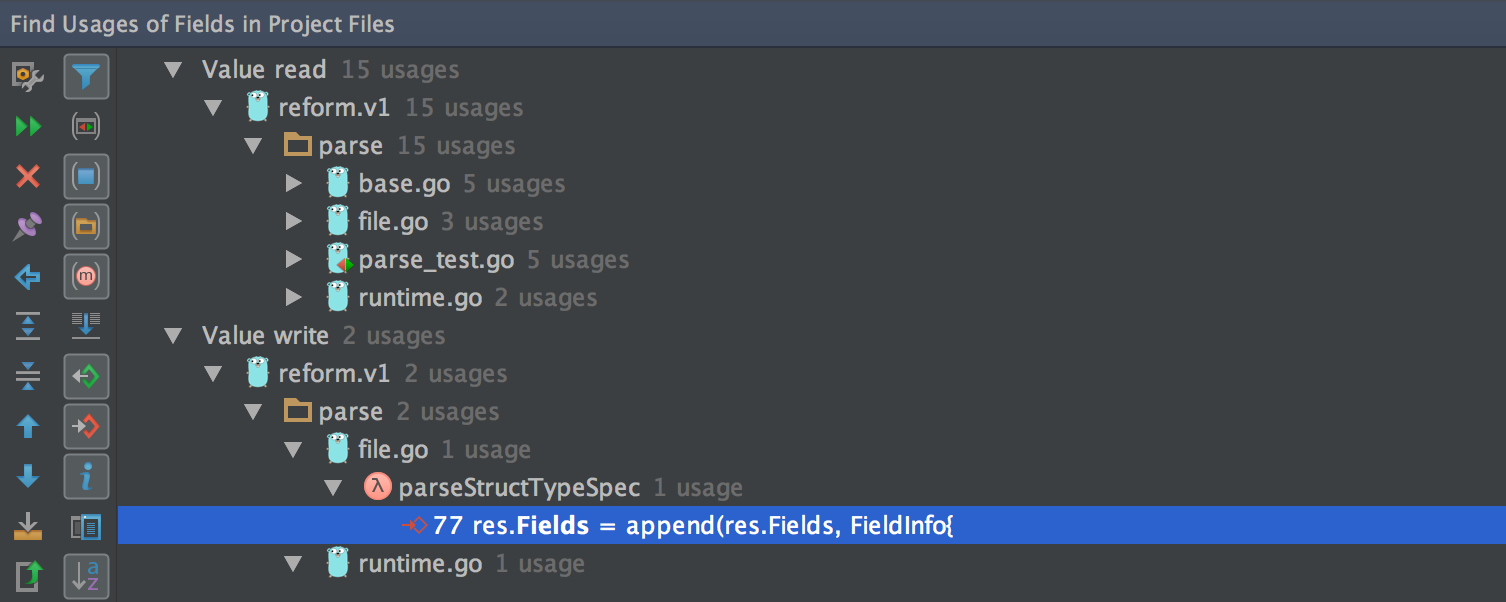 Find Usages of Fields in Project Files
Value read 15 usages
reform.v1 15 usages
parse 15 usages
base.go 5 usages
file.go 3 usages
parse_test.go 5 usages
runtime.go 2 usages
Value write 2 usages
reform.v1 2 usages
parse 2 usages
file.go 1 usage
λ parseStructTypeSpec 1 usage
77 res.Fields = append(res.Fields, FieldInfo{
runtime.go 1 usage
m
i
a
z